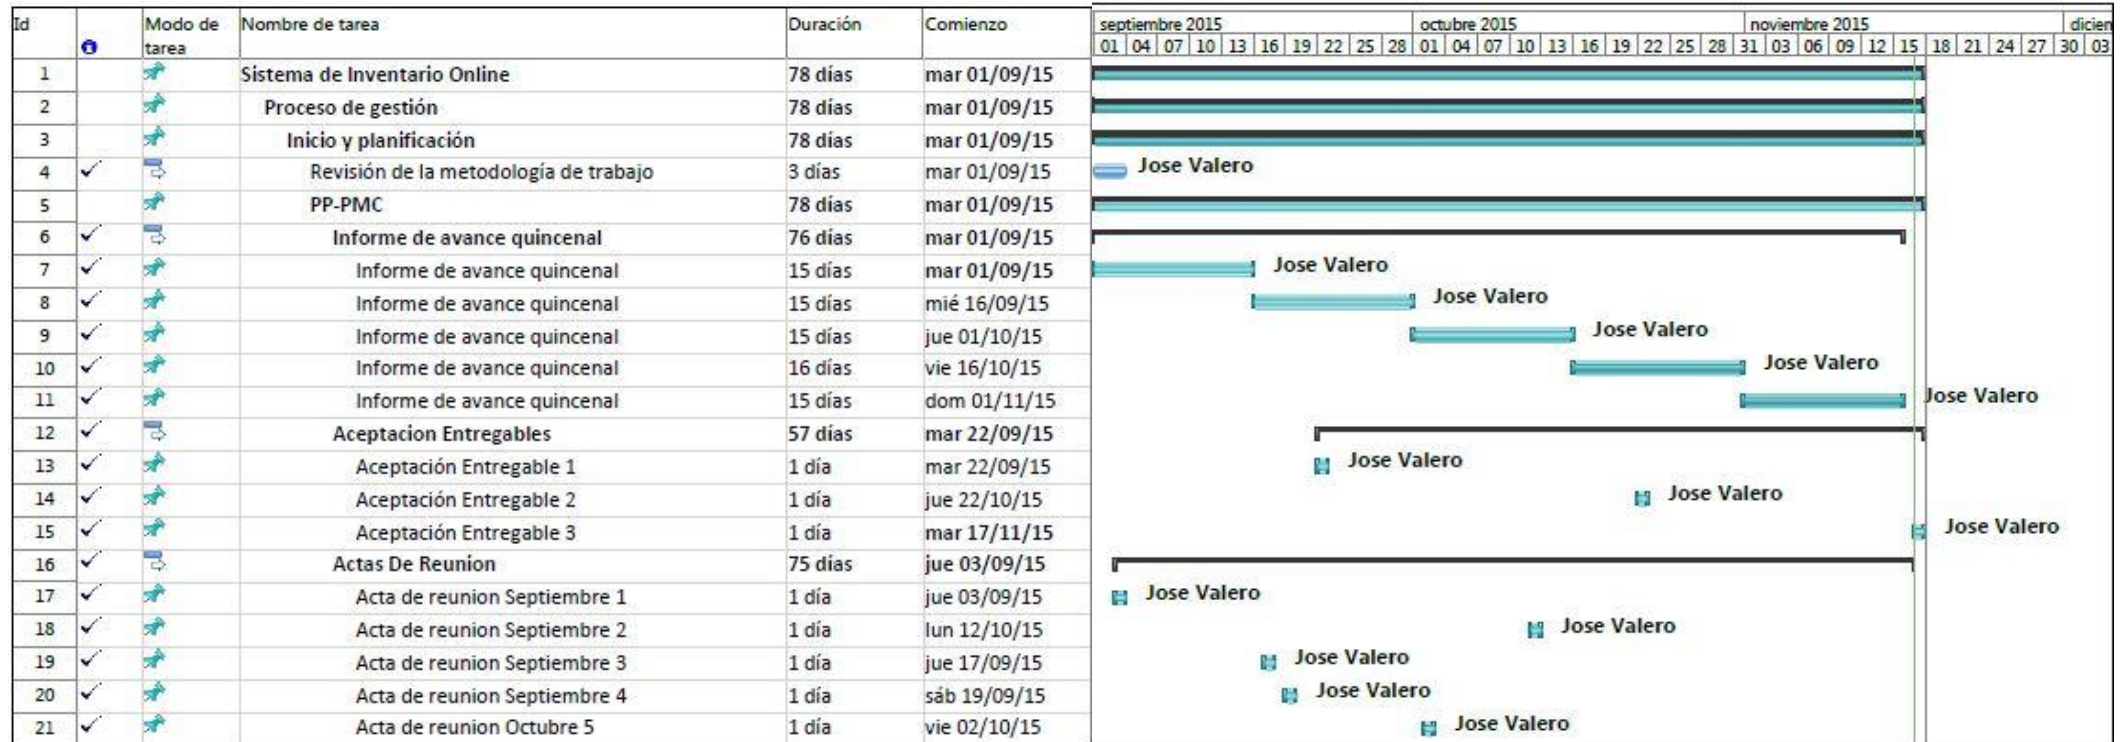 Id Modo de tarea Nombre de tarea Duración Comienzo
septiembre 2015 octubre 2015 noviembre 2015 dicien
01 04 07 10 13 16 19 22 25 28 01 04 07 10 13 16 19 22 25 28 31 03 06 09 12 15 18 21 24 27 30 03
1 Sistema de Inventario Online 78 días mar 01/09/15
2 Proceso de gestión 78 días mar 01/09/15
3 Inicio y planificación 78 días mar 01/09/15
4 Revisión de la metodología de trabajo 3 días mar 01/09/15 Jose Valero
5 PP-PMC 78 días mar 01/09/15
6 Informe de avance quincenal 76 días mar 01/09/15
7 Informe de avance quincenal 15 días mar 01/09/15 Jose Valero
8 Informe de avance quincenal 15 días mié 16/09/15 Jose Valero
9 Informe de avance quincenal 15 días jue 01/10/15 Jose Valero
10 Informe de avance quincenal 16 días vie 16/10/15 Jose Valero
11 Informe de avance quincenal 15 días dom 01/11/15 Jose Valero
12 Aceptacion Entregables 57 días mar 22/09/15
13 Aceptación Entregable 1 1 día mar 22/09/15 Jose Valero
14 Aceptación Entregable 2 1 día jue 22/10/15 Jose Valero
15 Aceptación Entregable 3 1 día mar 17/11/15 Jose Valero
16 Actas De Reunion 75 días jue 03/09/15
17 Acta de reunion Septiembre 1 1 día jue 03/09/15 Jose Valero
18 Acta de reunion Septiembre 2 1 día lun 12/10/15 Jose Valero
19 Acta de reunion Septiembre 3 1 día jue 17/09/15 Jose Valero
20 Acta de reunion Septiembre 4 1 día sáb 19/09/15 Jose Valero
21 Acta de reunion Octubre 5 1 día vie 02/10/15 Jose Valero